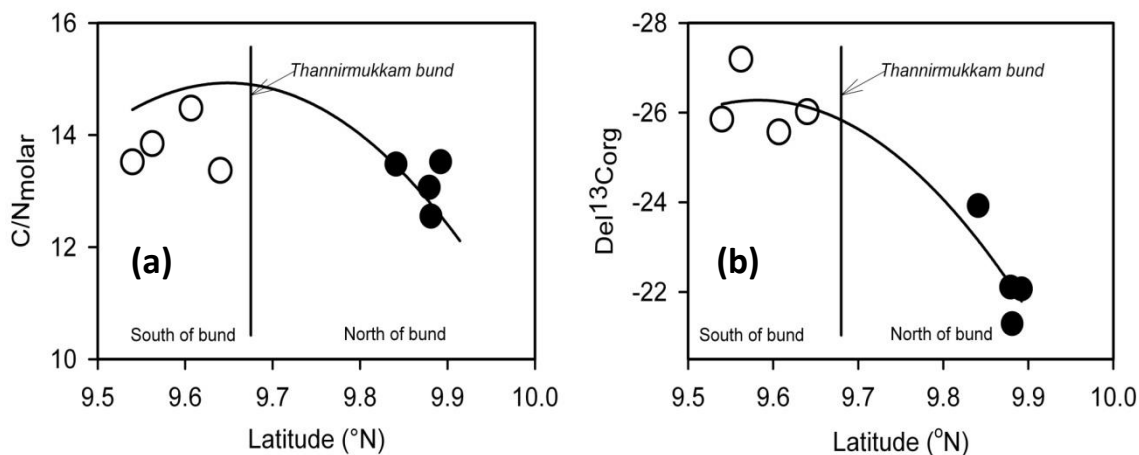 16
14
12
10
C/Nmolar
Thannirmukkam bund
(a)
South of bund
North of bund
9.5 9.6 9.7 9.8 9.9 10.0
Latitude (°N)
-28
-26
-24
-22
Del13Corg
Thannirmukkam bund
(b)
South of bund
North of bund
9.5 9.6 9.7 9.8 9.9 10.0
Latitude (oN)